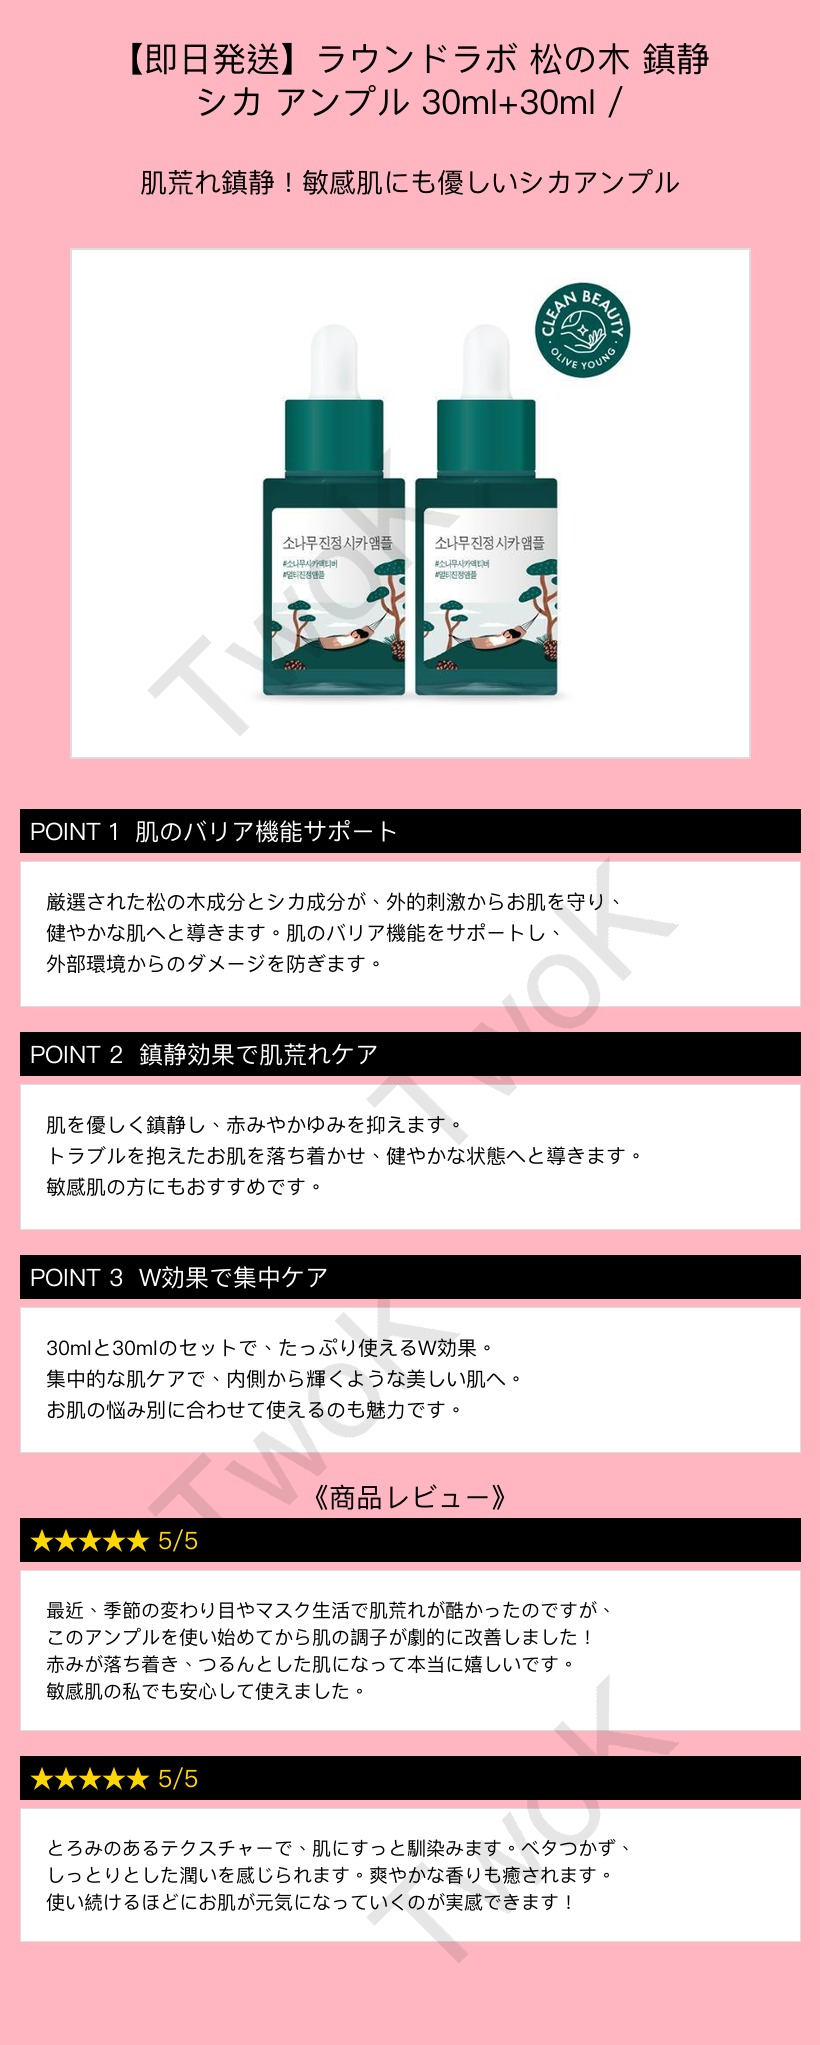 【即日発送】ラウンドラボ 松の木 鎮静
シカ アンプル 30ml+30ml /
肌荒れ鎮静！敏感肌にも優しいシカアンプル
CLEAN BEAUTY
· OLIVE YOUNG ·
소나무 진정 시카 앰플
#소나무시카액티버
#멀티진정앰플
소나무 진정 시카 앰플
#소나무시카액티버
#멀티진정앰플
TwoK
POINT 1 肌のバリア機能サポート
厳選された松の木成分とシカ成分が、外的刺激からお肌を守り、
健やかな肌へと導きます。肌のバリア機能をサポートし、
外部環境からのダメージを防ぎます。
TwoK
POINT 2 鎮静効果で肌荒れケア
肌を優しく鎮静し、赤みやかゆみを抑えます。
トラブルを抱えたお肌を落ち着かせ、健やかな状態へと導きます。
敏感肌の方にもおすすめです。
POINT 3 W効果で集中ケア
30mlと30mlのセットで、たっぷり使えるW効果。
集中的な肌ケアで、内側から輝くような美しい肌へ。
お肌の悩み別に合わせて使えるのも魅力です。
TwoK
《商品レビュー》
★★★★★ 5/5
最近、季節の変わり目やマスク生活で肌荒れが酷かったのですが、
このアンプルを使い始めてから肌の調子が劇的に改善しました！
赤みが落ち着き、つるんとした肌になって本当に嬉しいです。
敏感肌の私でも安心して使えました。
★★★★★ 5/5
とろみのあるテクスチャーで、肌にすっと馴染みます。ベタつかず、
しっとりとした潤いを感じられます。爽やかな香りも癒されます。
使い続けるほどにお肌が元気になっていくのが実感できます！
TwoK